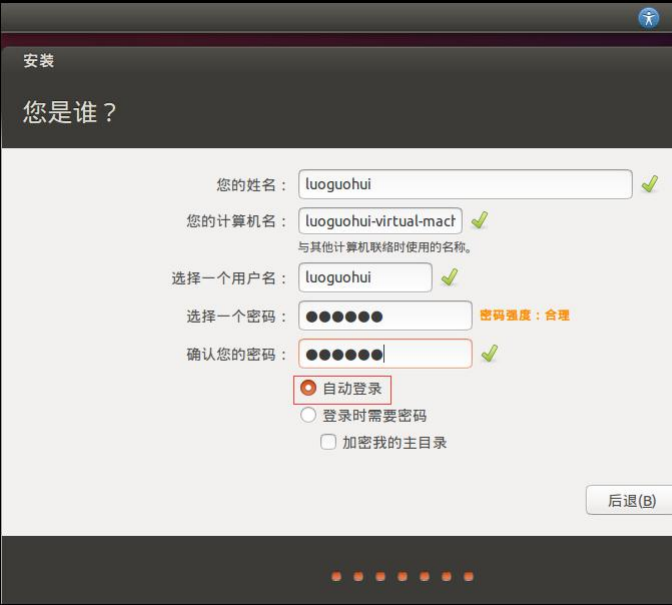 安装
您是谁？
您的姓名： luoguohui
您的计算机名： luoguohui-virtual-mach
与其他计算机联络时使用的名称。
选择一个用户名： luoguohui
选择一个密码： ●●●●●● 密码强度：合理
确认您的密码： ●●●●●●
自动登录
登录时需要密码
加密我的主目录
后退(B)